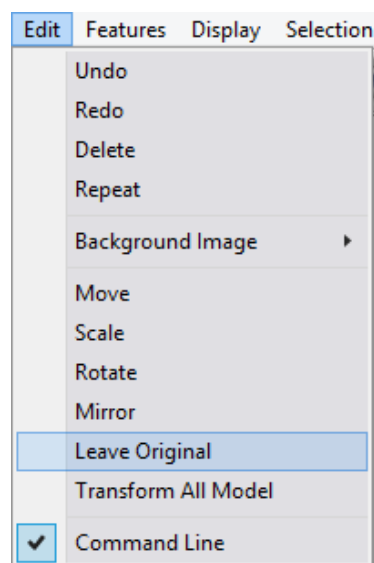 Edit Features Display Selection
Undo
Redo
Delete
Repeat
Background Image
Move
Scale
Rotate
Mirror
Leave Original
Transform All Model
Command Line